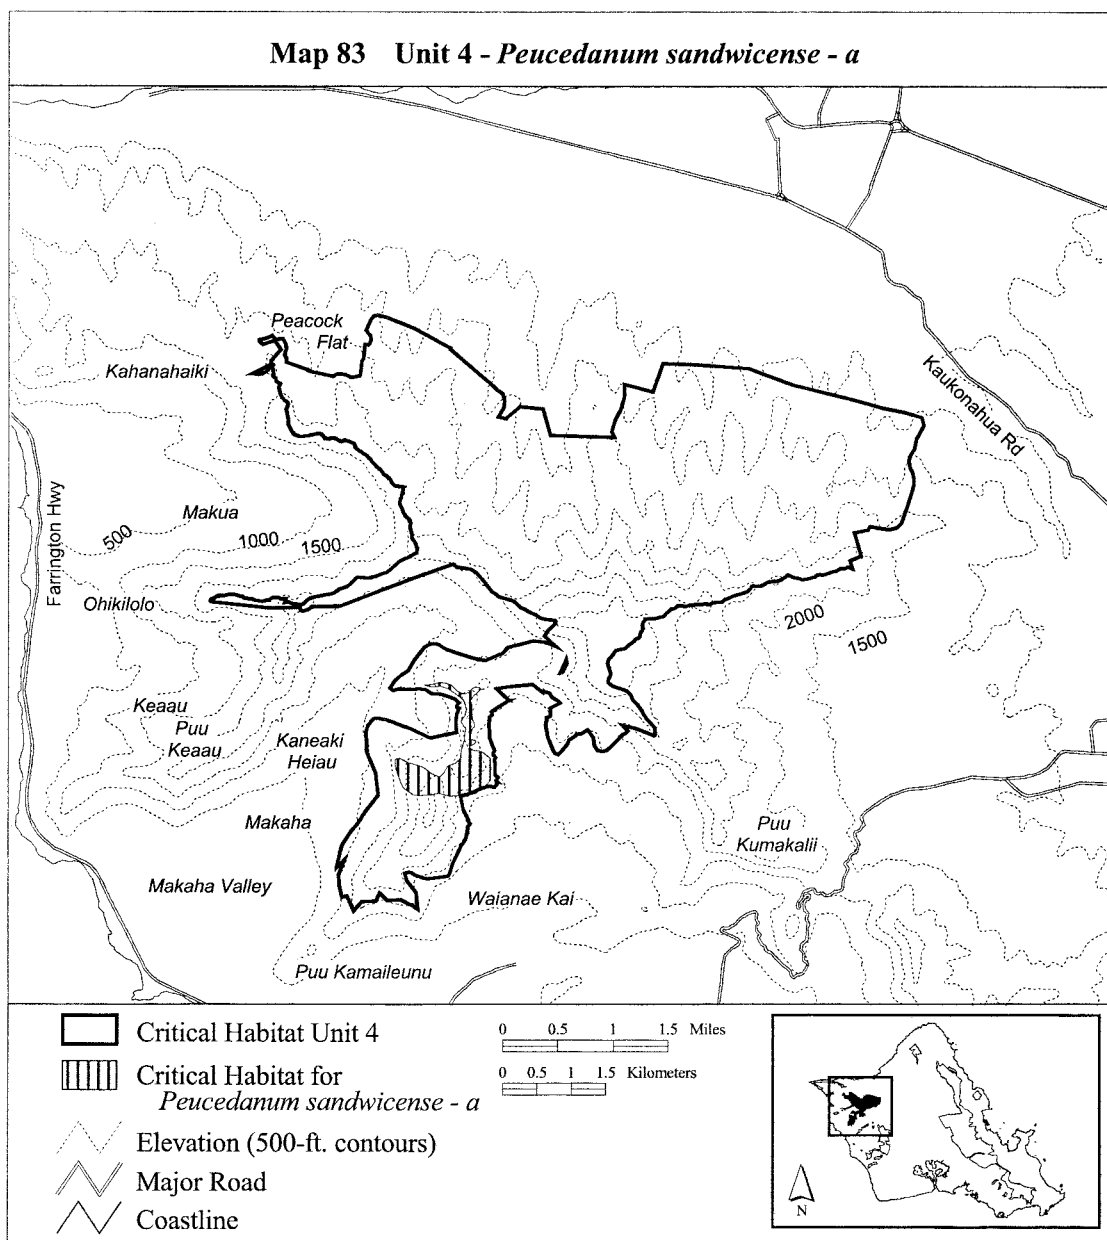 Map 83 Unit 4 - Peucedanum sandwicense - a
Peacock
Flat
Kahanahaiki
Kaukonahua Rd
Farrington Hwy
Makua
500
1000
1500
Ohikilolo
2000
1500
Keaau
Puu
Keaau
Kaneaki
Heiau
Makaha
Puu
Kumakalii
Makaha Valley
Waianae Kai
Puu Kamaileunu
Critical Habitat Unit 4
Critical Habitat for
Peucedanum sandwicense - a
Elevation (500-ft. contours)
Major Road
Coastline
0 0.5 1 1.5 Miles
0 0.5 1 1.5 Kilometers
N